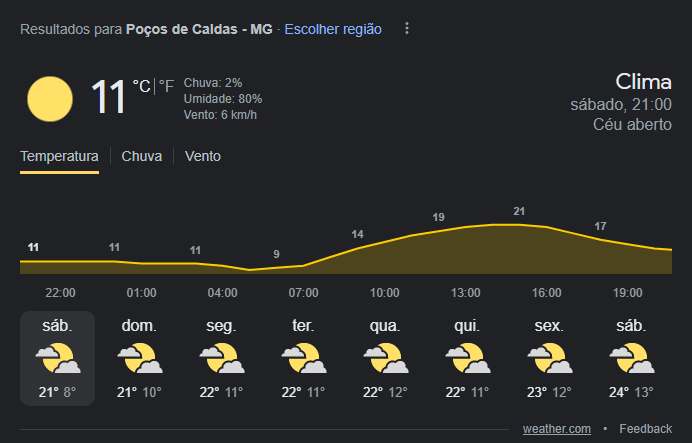 Resultados para Poços de Caldas - MG · Escolher região
11 °C | °F
Chuva: 2%
Umidade: 80%
Vento: 6 km/h
Clima
sábado, 21:00
Céu aberto
Temperatura | Chuva | Vento
11 11 11 9 14 19 21 17
22:00 01:00 04:00 07:00 10:00 13:00 16:00 19:00
sáb. dom. seg. ter. qua. qui. sex. sáb.
21° 8° 21° 10° 22° 11° 22° 11° 22° 12° 22° 11° 23° 12° 24° 13°
weather.com • Feedback